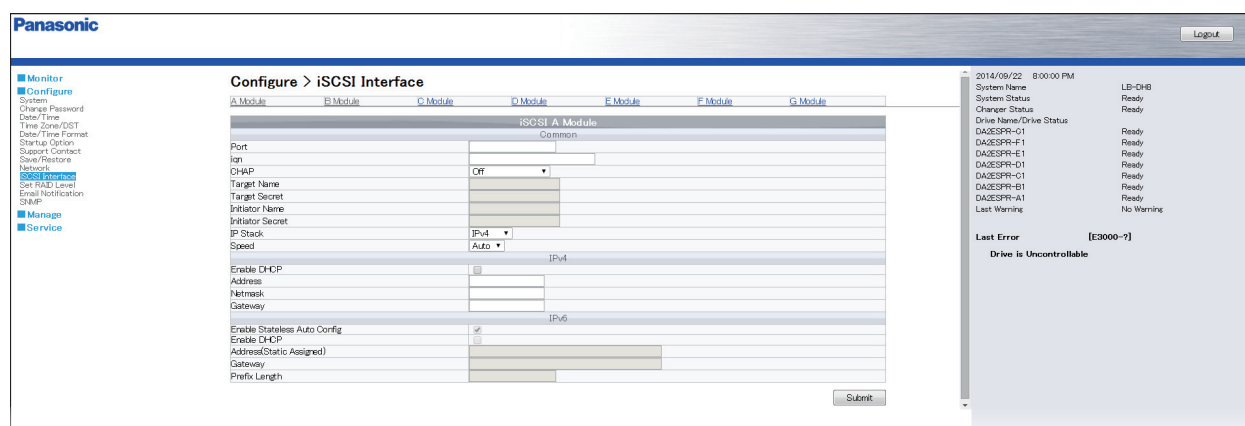 Panasonic
Logout
Monitor
Configure
System
Change Password
Date/Time
Time Zone/DST
Date/Time Format
Startup Option
Support Contact
Save/Restore
Network
iSCSI Interface
Set RAID Level
Email Notification
SNMP
Manage
Service
Configure > iSCSI Interface
A Module B Module C Module D Module E Module F Module G Module
iSCSI A Module
Common
Port
iqn
CHAP Off
Target Name
Target Secret
Initiator Name
Initiator Secret
IP Stack IPv4
Speed Auto
IPv4
Enable DHCP
Address
Netmask
Gateway
IPv6
Enable Stateless Auto Config
Enable DHCP
Address(Static Assigned)
Gateway
Prefix Length
Submit
2014/09/22 8:00:00 PM
System Name LB-DH8
System Status Ready
Changer Status Ready
Drive Name/Drive Status
DA2ESPR-G1 Ready
DA2ESPR-F1 Ready
DA2ESPR-E1 Ready
DA2ESPR-D1 Ready
DA2ESPR-C1 Ready
DA2ESPR-B1 Ready
DA2ESPR-A1 Ready
Last Warning No Warning
Last Error [E3000-?]
Drive is Uncontrollable